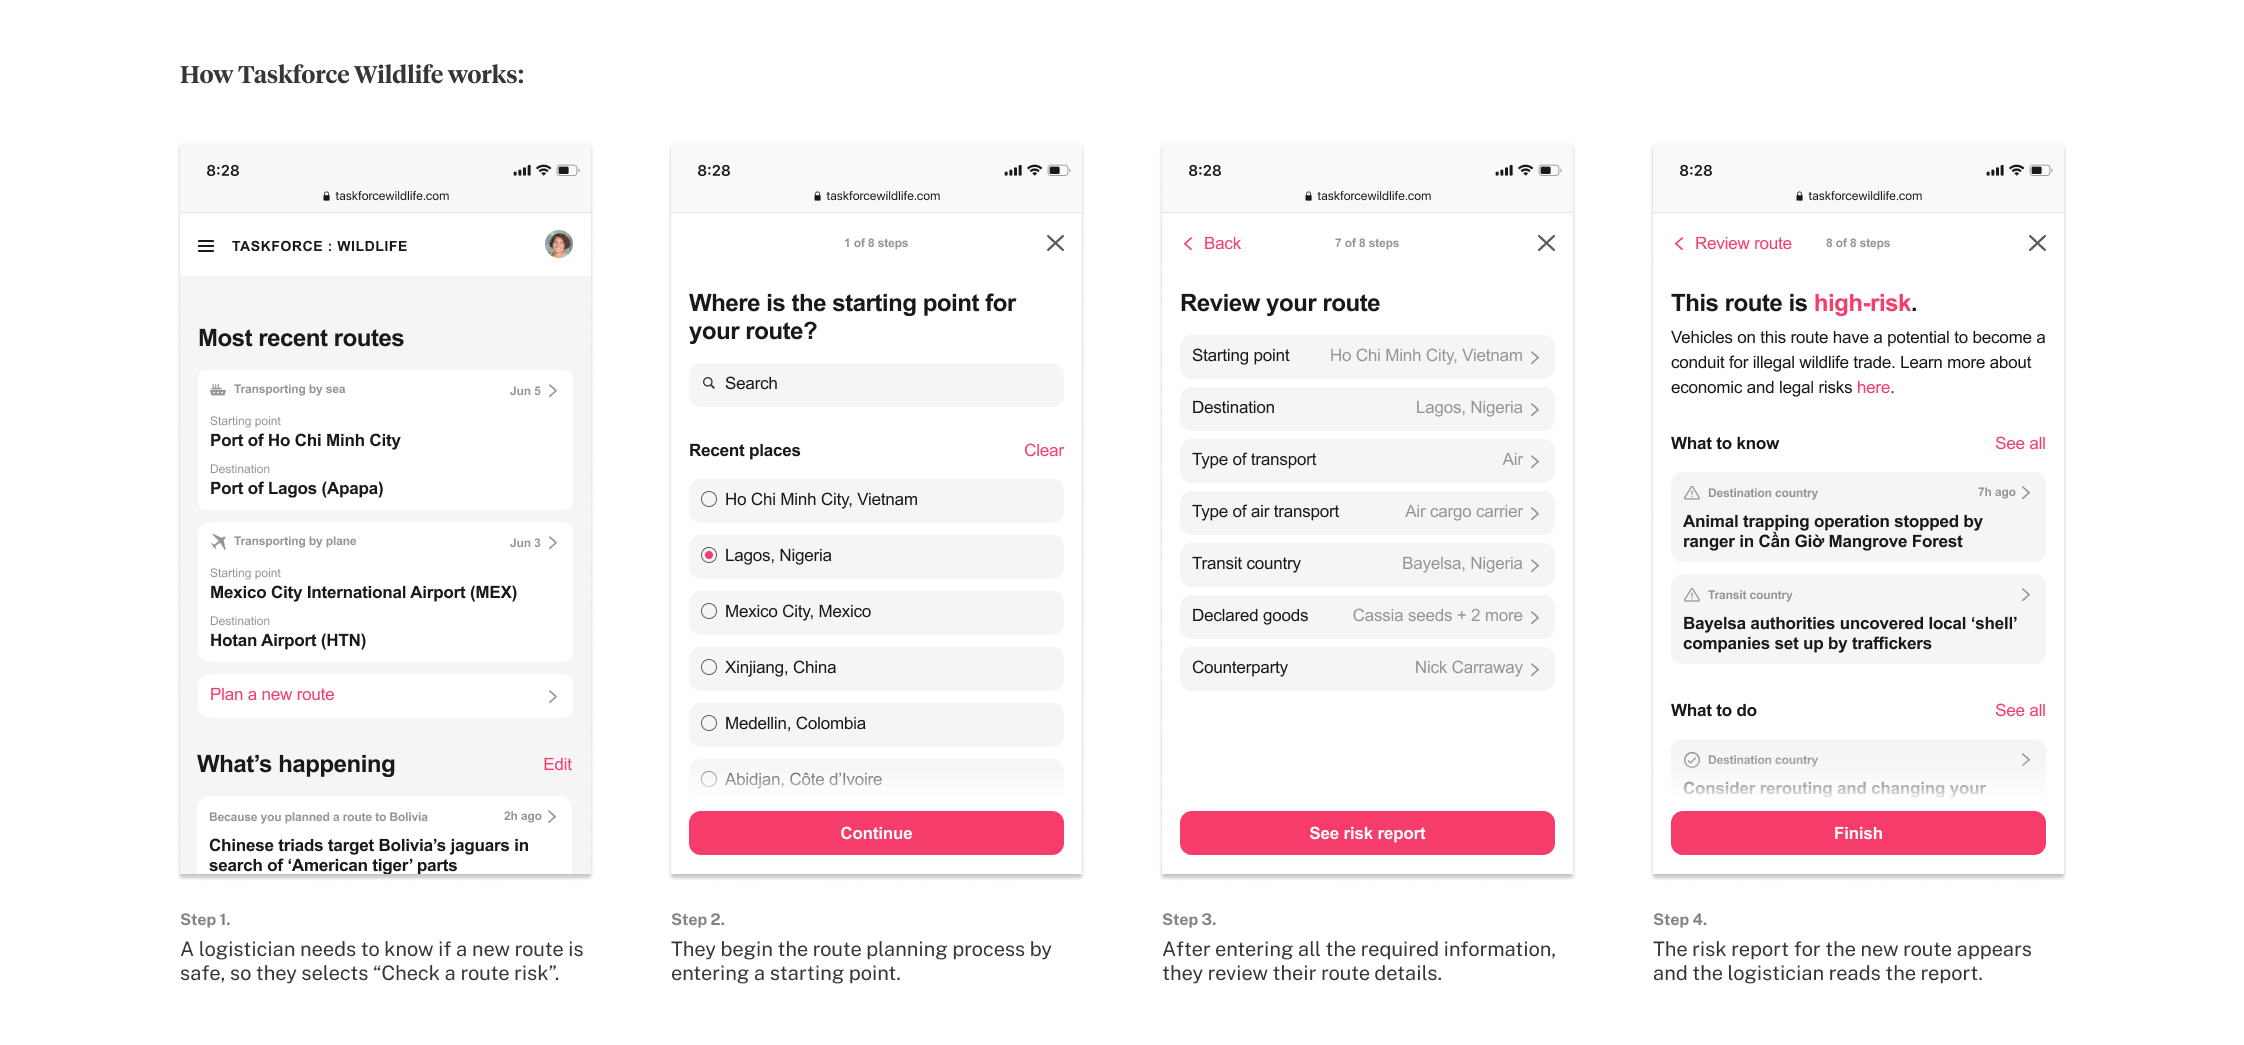 How Taskforce Wildlife works:
8:28
taskforcewildlife.com
TASKFORCE : WILDLIFE
Most recent routes
Transporting by sea
Jun 5
Starting point
Port of Ho Chi Minh City
Destination
Port of Lagos (Apapa)
Transporting by plane
Jun 3
Starting point
Mexico City International Airport (MEX)
Destination
Hotan Airport (HTN)
Plan a new route
What’s happening
Edit
Because you planned a route to Bolivia
2h ago
Chinese triads target Bolivia’s jaguars in
search of ‘American tiger’ parts
Step 1.
A logistician needs to know if a new route is
safe, so they selects “Check a route risk”.
8:28
taskforcewildlife.com
1 of 8 steps
Where is the starting point for
your route?
Search
Recent places
Clear
Ho Chi Minh City, Vietnam
Lagos, Nigeria
Mexico City, Mexico
Xinjiang, China
Medellin, Colombia
Abidjan, Côte d’Ivoire
Continue
Step 2.
They begin the route planning process by
entering a starting point.
8:28
taskforcewildlife.com
Back
7 of 8 steps
Review your route
Starting point
Ho Chi Minh City, Vietnam
Destination
Lagos, Nigeria
Type of transport
Air
Type of air transport
Air cargo carrier
Transit country
Bayelsa, Nigeria
Declared goods
Cassia seeds + 2 more
Counterparty
Nick Carraway
See risk report
Step 3.
After entering all the required information,
they review their route details.
8:28
taskforcewildlife.com
Review route
8 of 8 steps
This route is high-risk.
Vehicles on this route have a potential to become a
conduit for illegal wildlife trade. Learn more about
economic and legal risks here.
What to know
See all
Destination country
7h ago
Animal trapping operation stopped by
ranger in Cần Giờ Mangrove Forest
Transit country
Bayelsa authorities uncovered local ‘shell’
companies set up by traffickers
What to do
See all
Destination country
Consider rerouting and changing your
Finish
Step 4.
The risk report for the new route appears
and the logistician reads the report.